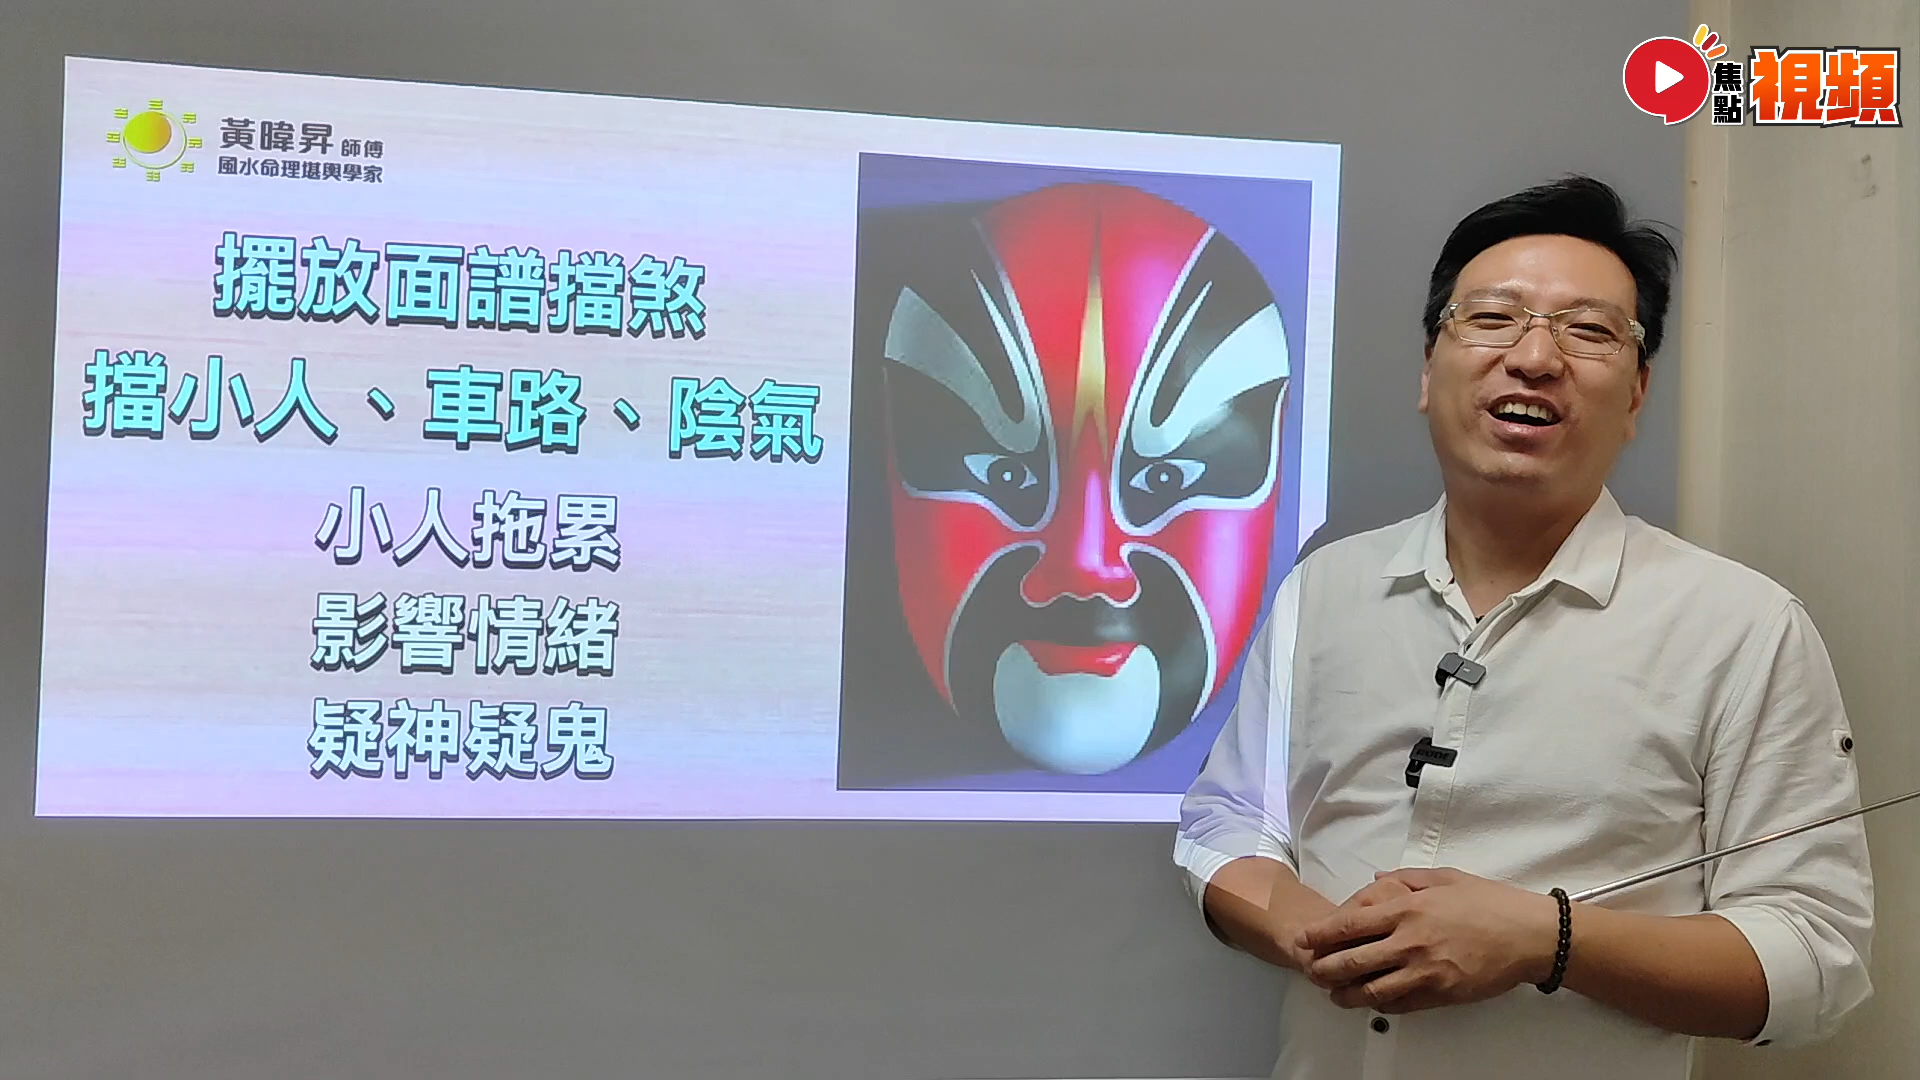 黃暐昇 師傅
風水命理堪輿學家
擺放面譜擋煞
擋小人、車路、陰氣
小人拖累
影響情緒
疑神疑鬼
焦點視頻
RODE